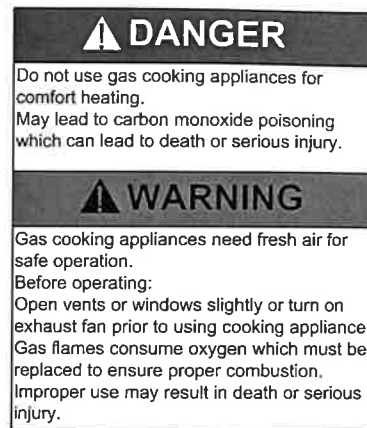 DANGER
Do not use gas cooking appliances for
comfort heating.
May lead to carbon monoxide poisoning
which can lead to death or serious injury.
WARNING
Gas cooking appliances need fresh air for
safe operation.
Before operating:
Open vents or windows slightly or turn on
exhaust fan prior to using cooking appliance
Gas flames consume oxygen which must be
replaced to ensure proper combustion.
Improper use may result in death or serious
injury.